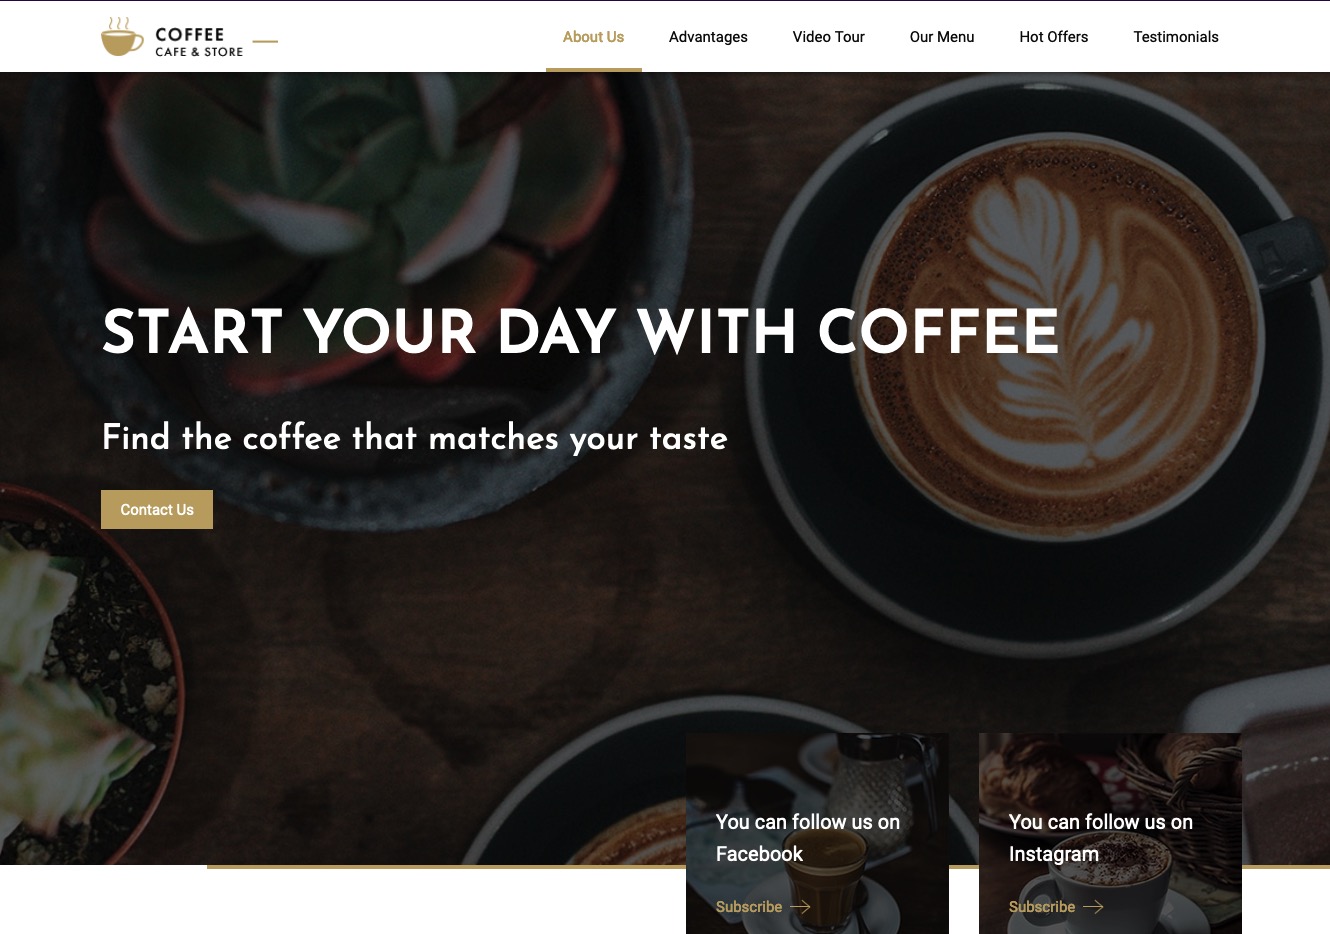 COFFEE
CAFE & STORE
About Us
Advantages
Video Tour
Our Menu
Hot Offers
Testimonials
START YOUR DAY WITH COFFEE
Find the coffee that matches your taste
Contact Us
You can follow us on
Facebook
Subscribe
You can follow us on
Instagram
Subscribe